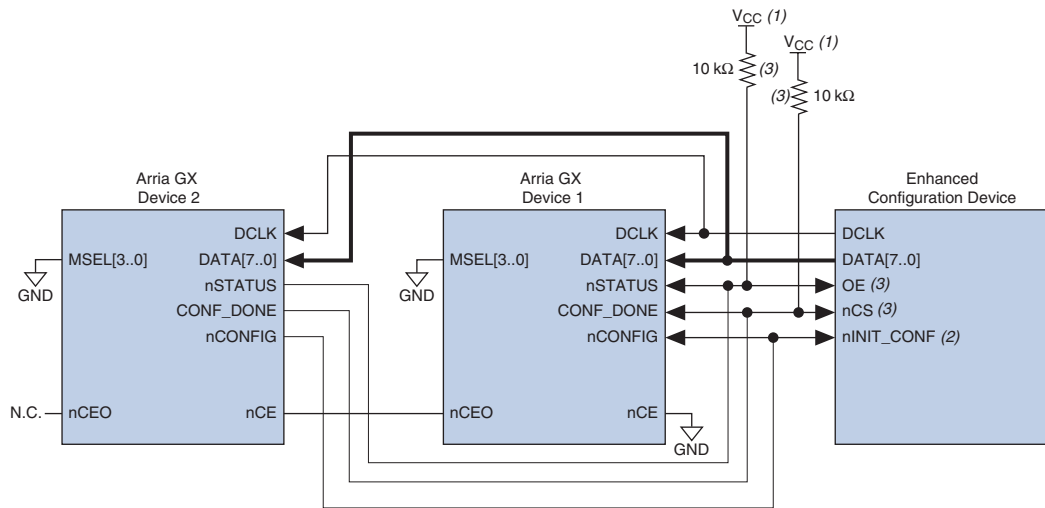 VCC (1)
VCC (1)
10 kΩ
(3)
(3)
10 kΩ
Arria GX
Device 2
DCLK
MSEL[3..0]
DATA[7..0]
GND
nSTATUS
CONF_DONE
nCONFIG
N.C.
nCEO
nCE
Arria GX
Device 1
DCLK
MSEL[3..0]
DATA[7..0]
GND
nSTATUS
CONF_DONE
nCONFIG
nCEO
nCE
GND
Enhanced
Configuration Device
DCLK
DATA[7..0]
OE (3)
nCS (3)
nINIT_CONF (2)